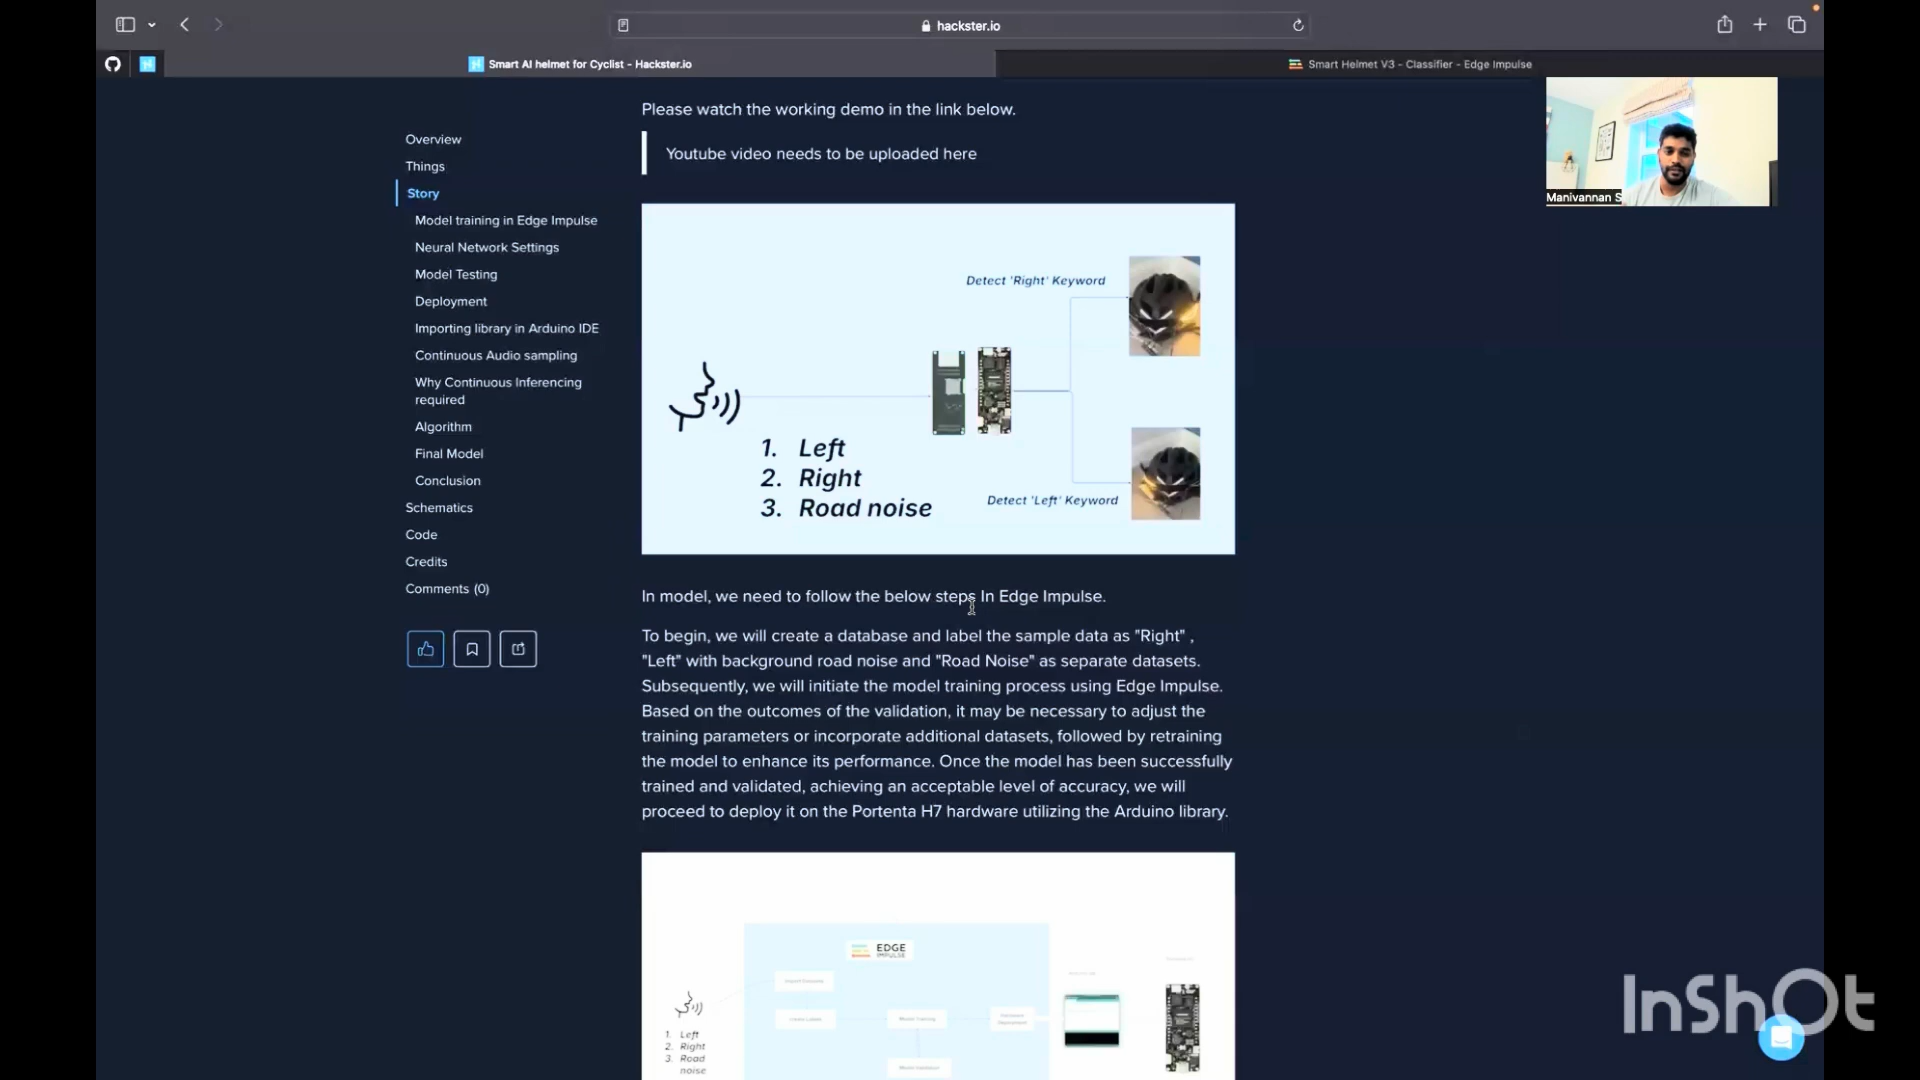 hackster.io
Smart AI helmet for Cyclist - Hackster.io
Smart Helmet V3 - Classifier - Edge Impulse
Manivannan S
Overview
Things
Story
Model training in Edge Impulse
Neural Network Settings
Model Testing
Deployment
Importing library in Arduino IDE
Continuous Audio sampling
Why Continuous Inferencing
required
Algorithm
Final Model
Conclusion
Schematics
Code
Credits
Comments (0)
Please watch the working demo in the link below.
Youtube video needs to be uploaded here
Detect 'Right' Keyword
1. Left
2. Right
3. Road noise
Detect 'Left' Keyword
In model, we need to follow the below steps In Edge Impulse.
To begin, we will create a database and label the sample data as "Right" ,
"Left" with background road noise and "Road Noise" as separate datasets.
Subsequently, we will initiate the model training process using Edge Impulse.
Based on the outcomes of the validation, it may be necessary to adjust the
training parameters or incorporate additional datasets, followed by retraining
the model to enhance its performance. Once the model has been successfully
trained and validated, achieving an acceptable level of accuracy, we will
proceed to deploy it on the Portenta H7 hardware utilizing the Arduino library.
EDGE
IMPULSE
Model Training
1. Left
2. Right
3. Road
noise
InShOt